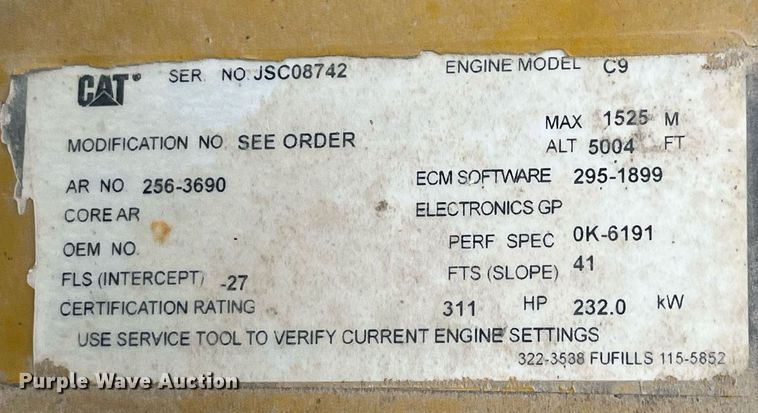 CAT SER. NO. JSC08742 ENGINE MODEL C9
MAX 1525 M
MODIFICATION NO. SEE ORDER ALT 5004 FT
AR NO. 256-3690 ECM SOFTWARE 295-1899
CORE AR ELECTRONICS GP
OEM NO. PERF SPEC 0K-6191
FLS (INTERCEPT) -27 FTS (SLOPE) 41
CERTIFICATION RATING 311 HP 232.0 kW
USE SERVICE TOOL TO VERIFY CURRENT ENGINE SETTINGS
322-3538 FUFILLS 115-5852
Purple Wave Auction